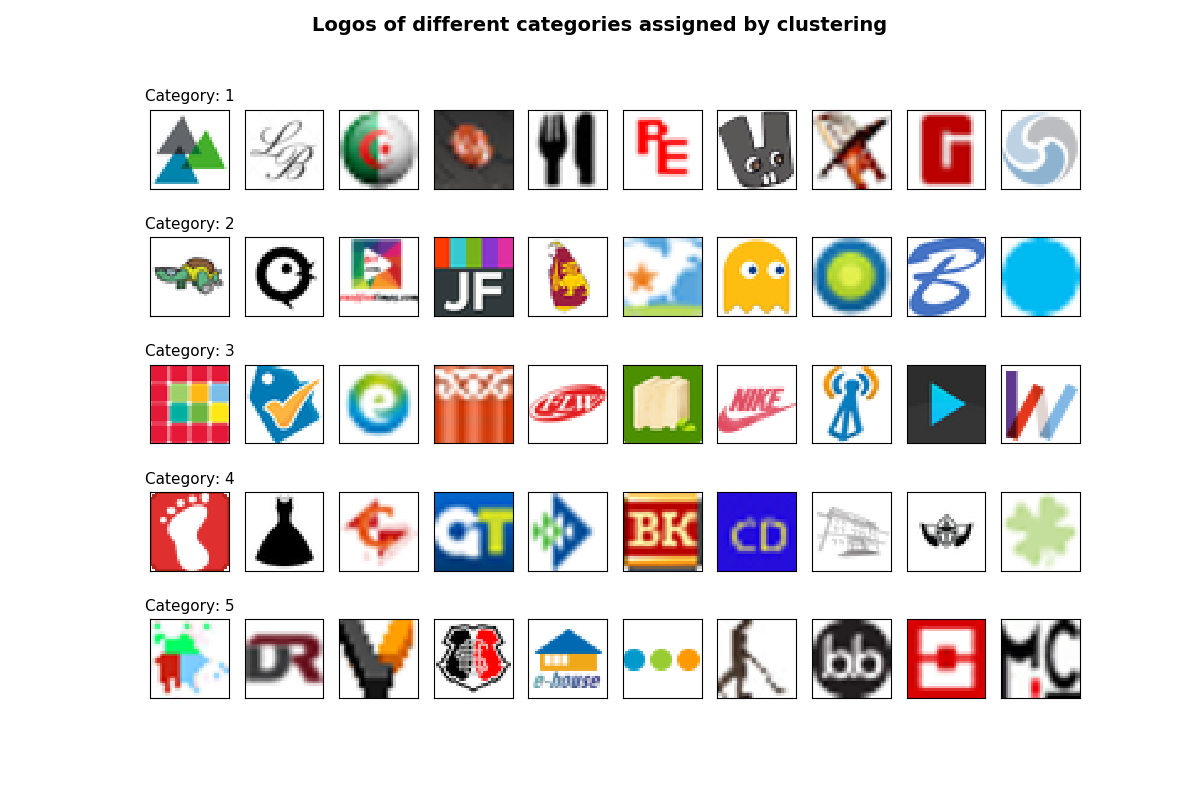 Logos of different categories assigned by clustering
Category: 1
L B
RE
G
Category: 2
JF
B
Category: 3
e
FLW
NIKE
Category: 4
GT
BK
CD
Category: 5
DR
e-house
bb
MC